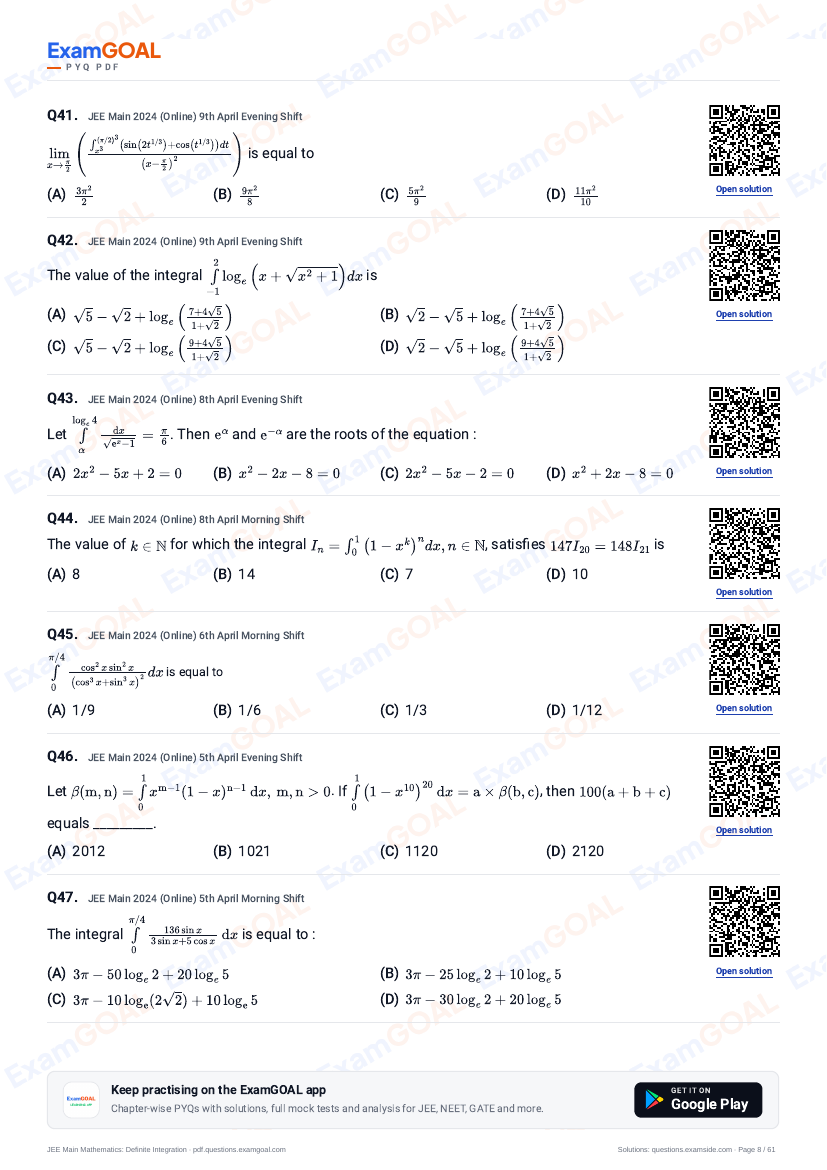 ExamGOAL
PYQ PDF
Q41. JEE Main 2024 (Online) 9th April Evening Shift
$\lim_{x \to \frac{\pi}{2}} \left( \frac{\int_{x^3}^{(\pi/2)^3} (\sin(2t^{1/3}) + \cos(t^{1/3})) dt}{(x - \frac{\pi}{2})^2} \right)$ is equal to
(A) $\frac{3\pi^2}{2}$ (B) $\frac{9\pi^2}{8}$ (C) $\frac{5\pi^2}{9}$ (D) $\frac{11\pi^2}{10}$
Open solution
Q42. JEE Main 2024 (Online) 9th April Evening Shift
The value of the integral $\int_{-1}^{2} \log_e \left( x + \sqrt{x^2 + 1} \right) dx$ is
(A) $\sqrt{5} - \sqrt{2} + \log_e \left( \frac{7 + 4\sqrt{5}}{1 + \sqrt{2}} \right)$ (B) $\sqrt{2} - \sqrt{5} + \log_e \left( \frac{7 + 4\sqrt{5}}{1 + \sqrt{2}} \right)$
(C) $\sqrt{5} - \sqrt{2} + \log_e \left( \frac{9 + 4\sqrt{5}}{1 + \sqrt{2}} \right)$ (D) $\sqrt{2} - \sqrt{5} + \log_e \left( \frac{9 + 4\sqrt{5}}{1 + \sqrt{2}} \right)$
Open solution
Q43. JEE Main 2024 (Online) 8th April Evening Shift
Let $\int_{\alpha}^{\log_e 4} \frac{dx}{\sqrt{e^x - 1}} = \frac{\pi}{6}$. Then $e^{\alpha}$ and $e^{-\alpha}$ are the roots of the equation :
(A) $2x^2 - 5x + 2 = 0$ (B) $x^2 - 2x - 8 = 0$ (C) $2x^2 - 5x - 2 = 0$ (D) $x^2 + 2x - 8 = 0$
Open solution
Q44. JEE Main 2024 (Online) 8th April Morning Shift
The value of $k \in \mathbb{N}$ for which the integral $I_n = \int_0^1 (1 - x^k)^n dx, n \in \mathbb{N}$, satisfies $147 I_{20} = 148 I_{21}$ is
(A) 8 (B) 14 (C) 7 (D) 10
Open solution
Q45. JEE Main 2024 (Online) 6th April Morning Shift
$\int_0^{\pi/4} \frac{\cos^2 x \sin^2 x}{(\cos^3 x + \sin^3 x)^2} dx$ is equal to
(A) 1/9 (B) 1/6 (C) 1/3 (D) 1/12
Open solution
Q46. JEE Main 2024 (Online) 5th April Evening Shift
Let $\beta(m, n) = \int_0^1 x^{m-1} (1 - x)^{n-1} dx, m, n > 0$. If $\int_0^1 (1 - x^{10})^{20} dx = a \times \beta(b, c)$, then $100(a + b + c)$
equals _________.
(A) 2012 (B) 1021 (C) 1120 (D) 2120
Open solution
Q47. JEE Main 2024 (Online) 5th April Morning Shift
The integral $\int_0^{\pi/4} \frac{136 \sin x}{3 \sin x + 5 \cos x} dx$ is equal to :
(A) $3\pi - 50 \log_e 2 + 20 \log_e 5$ (B) $3\pi - 25 \log_e 2 + 10 \log_e 5$
(C) $3\pi - 10 \log_e (2\sqrt{2}) + 10 \log_e 5$ (D) $3\pi - 30 \log_e 2 + 20 \log_e 5$
Open solution
ExamGOAL
Keep practising on the ExamGOAL app
Chapter-wise PYQs with solutions, full mock tests and analysis for JEE, NEET, GATE and more.
GET IT ON
Google Play
JEE Main Mathematics: Definite Integration · pdf.questions.examgoal.com
Solutions: questions.examside.com · Page 8 / 61